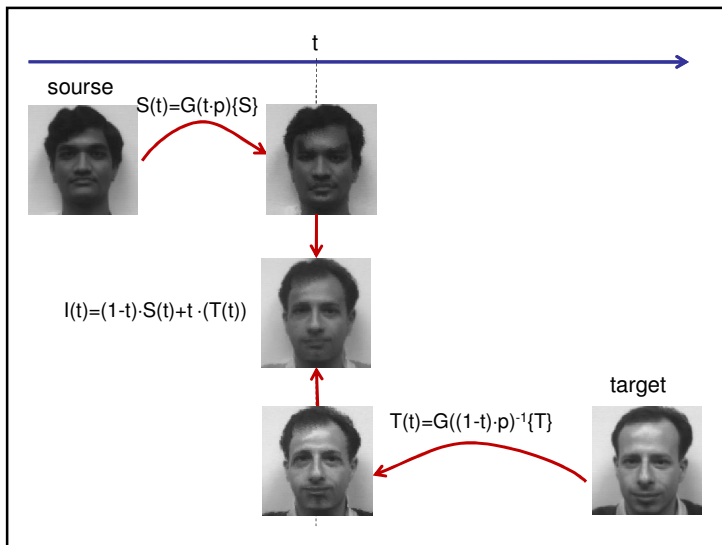 t
sourse
S(t)=G(t·p){S}
I(t)=(1-t)·S(t)+t ·(T(t))
target
T(t)=G((1-t)·p)⁻¹{T}